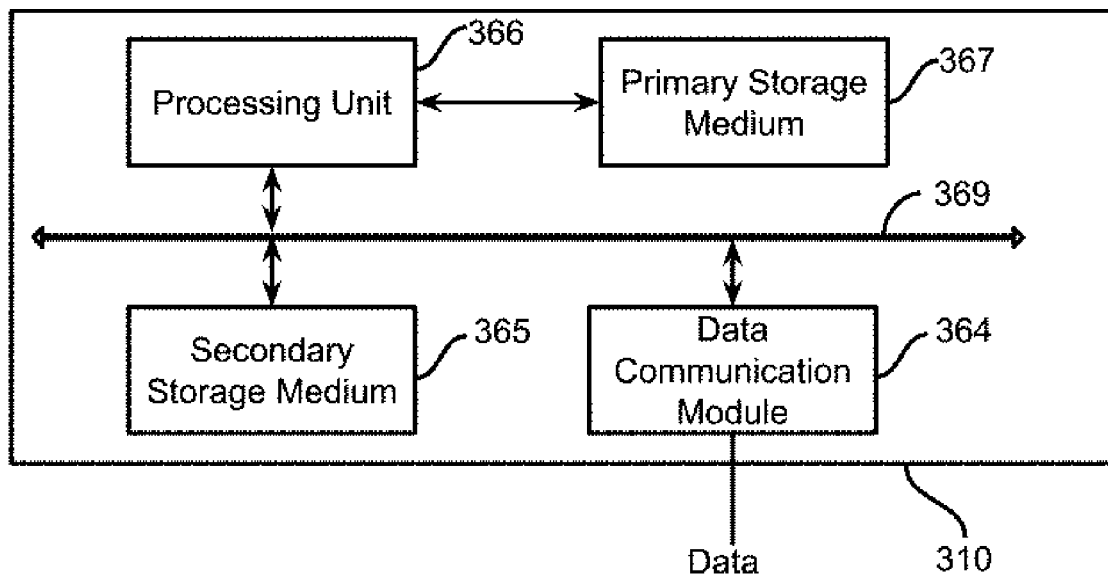 366
Processing Unit
367
Primary Storage
Medium
369
365
Secondary
Storage Medium
364
Data
Communication
Module
310
Data